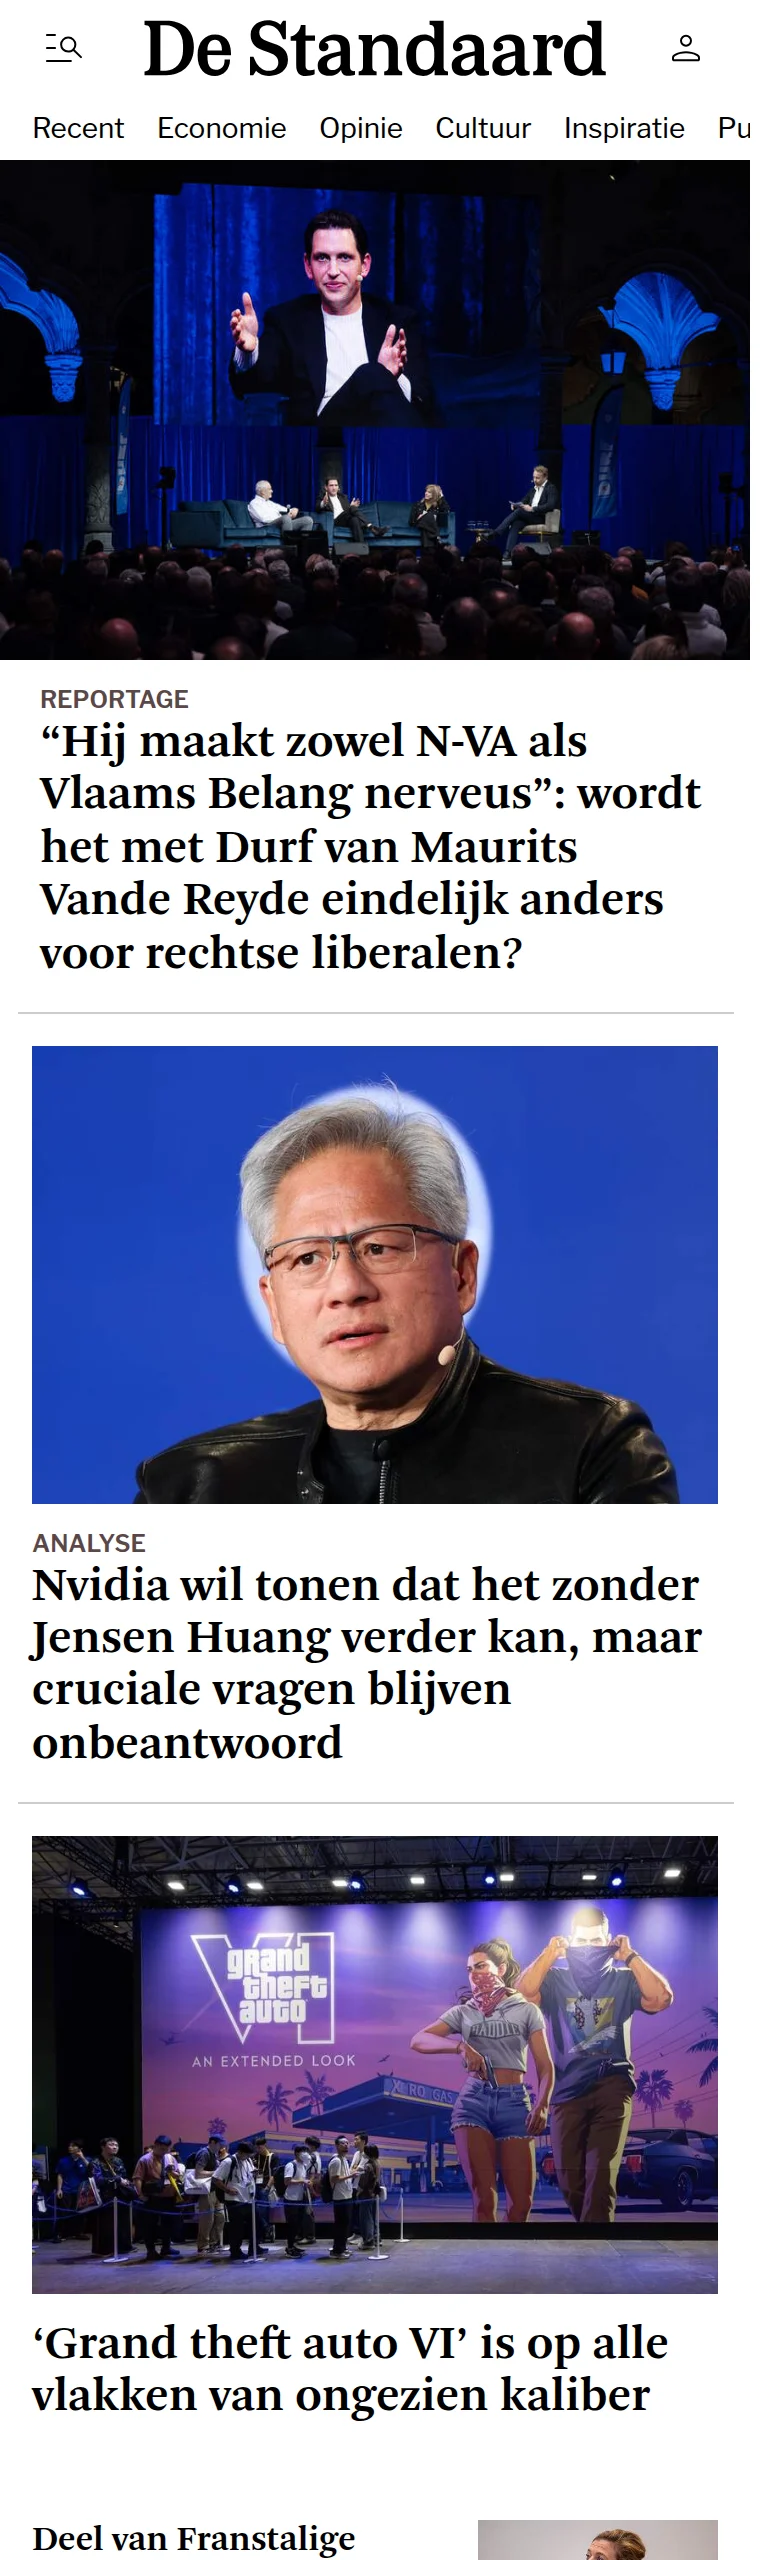 De Standaard
Recent Economie Opinie Cultuur Inspiratie Pu
REPORTAGE
“Hij maakt zowel N-VA als
Vlaams Belang nerveus”: wordt
het met Durf van Maurits
Vande Reyde eindelijk anders
voor rechtse liberalen?
ANALYSE
Nvidia wil tonen dat het zonder
Jensen Huang verder kan, maar
cruciale vragen blijven
onbeantwoord
VI
grand
theft
auto
AN EXTENDED LOOK
‘Grand theft auto VI’ is op alle
vlakken van ongezien kaliber
Deel van Franstalige